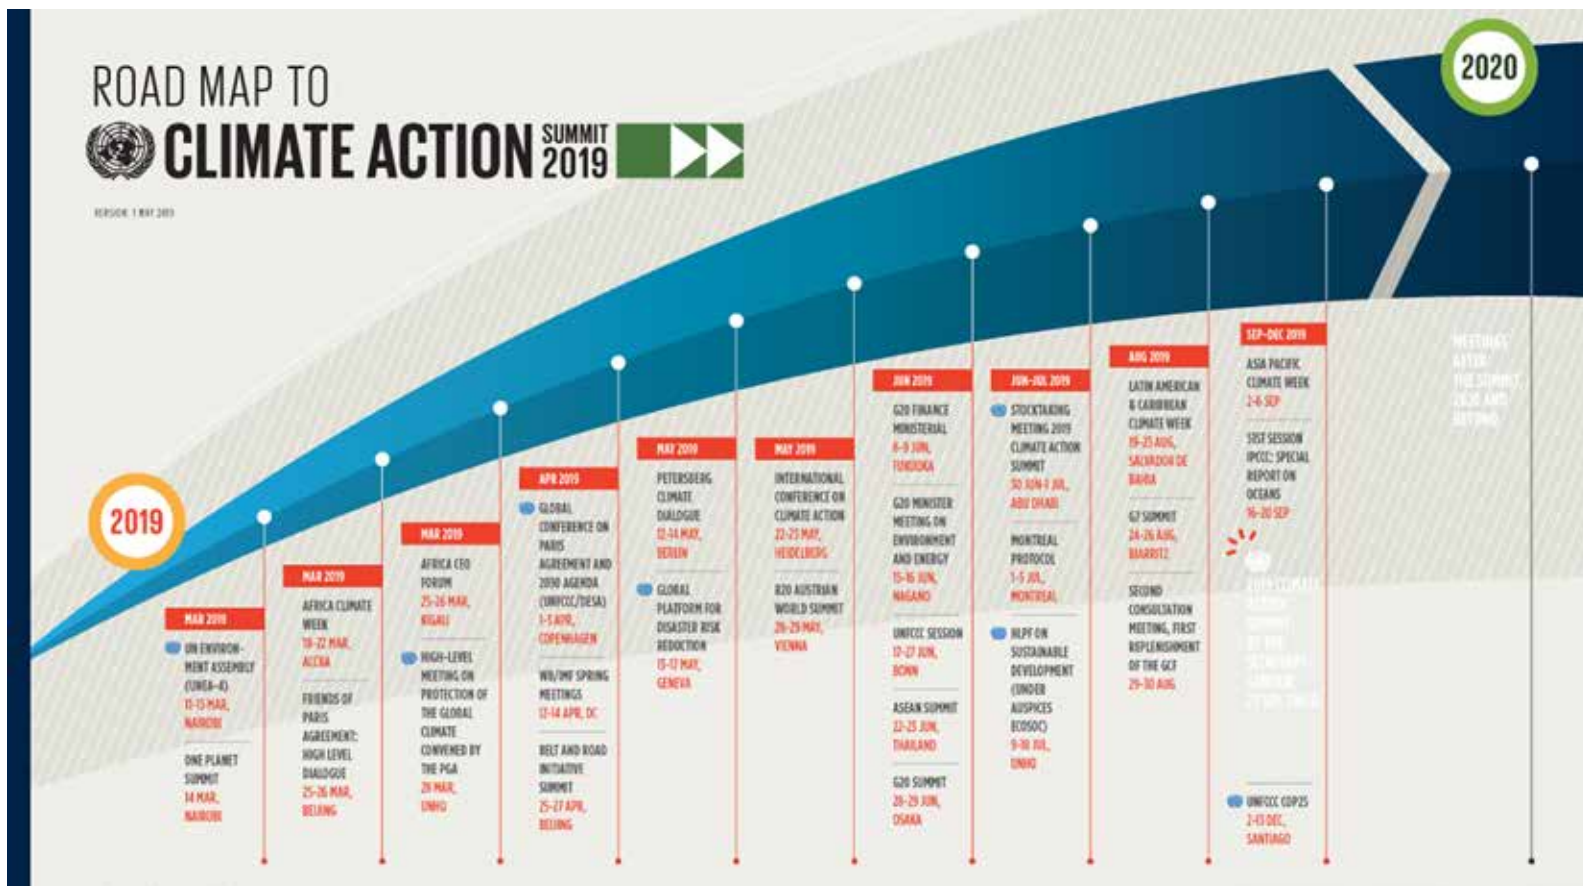 ROAD MAP TO
CLIMATE ACTION
SUMMIT
2019
VERSION: 1 MAY 2019
2019
2020
MAR 2019
UN ENVIRON-
MENT ASSEMBLY
(UNEA-4)
11-15 MAR,
NAIROBI
ONE PLANET
SUMMIT
14 MAR,
NAIROBI
MAR 2019
AFRICA CLIMATE
WEEK
18-22 MAR,
ACCRA
FRIENDS OF
PARIS
AGREEMENT:
HIGH LEVEL
DIALOGUE
25-26 MAR,
BEIJING
MAR 2019
AFRICA CEO
FORUM
25-26 MAR,
KIGALI
HIGH-LEVEL
MEETING ON
PROTECTION OF
THE GLOBAL
CLIMATE
CONVENED BY
THE PGA
28 MAR,
UNHQ
APR 2019
GLOBAL
CONFERENCE ON
PARIS
AGREEMENT AND
2030 AGENDA
(UNFCCC/DESA)
1-3 APR,
COPENHAGEN
WB/IMF SPRING
MEETINGS
12-14 APR, DC
BELT AND ROAD
INITIATIVE
SUMMIT
25-27 APR,
BEIJING
MAY 2019
PETERSBERG
CLIMATE
DIALOGUE
12-14 MAY,
BERLIN
GLOBAL
PLATFORM FOR
DISASTER RISK
REDUCTION
13-17 MAY,
GENEVA
MAY 2019
INTERNATIONAL
CONFERENCE ON
CLIMATE ACTION
22-23 MAY,
HEIDELBERG
R20 AUSTRIAN
WORLD SUMMIT
28-29 MAY,
VIENNA
JUN 2019
G20 FINANCE
MINISTERIAL
8-9 JUN,
FUKUOKA
G20 MINISTER
MEETING ON
ENVIRONMENT
AND ENERGY
15-16 JUN,
NAGANO
UNFCCC SESSION
17-27 JUN,
BONN
ASEAN SUMMIT
22-23 JUN,
THAILAND
G20 SUMMIT
28-29 JUN,
OSAKA
JUN-JUL 2019
STOCKTAKING
MEETING 2019
CLIMATE ACTION
SUMMIT
30 JUN-1 JUL,
ABU DHABI
MONTREAL
PROTOCOL
1-5 JUL,
MONTREAL
HLPF ON
SUSTAINABLE
DEVELOPMENT
(UNDER
AUSPICES
ECOSOC)
9-18 JUL,
UNHQ
AUG 2019
LATIN AMERICAN
& CARIBBEAN
CLIMATE WEEK
19-23 AUG,
SALVADOR DE
BAHIA
G7 SUMMIT
24-26 AUG,
BIARRITZ
SECOND
CONSULTATION
MEETING, FIRST
REPLENISHMENT
OF THE GCF
29-30 AUG
SEP-DEC 2019
ASIA PACIFIC
CLIMATE WEEK
2-6 SEP
51ST SESSION
IPCC: SPECIAL
REPORT ON
OCEANS
16-20 SEP
UNFCCC COP25
2-13 DEC,
SANTIAGO
MEETINGS
AFTER
THE SUMMIT,
2020 AND
BEYOND